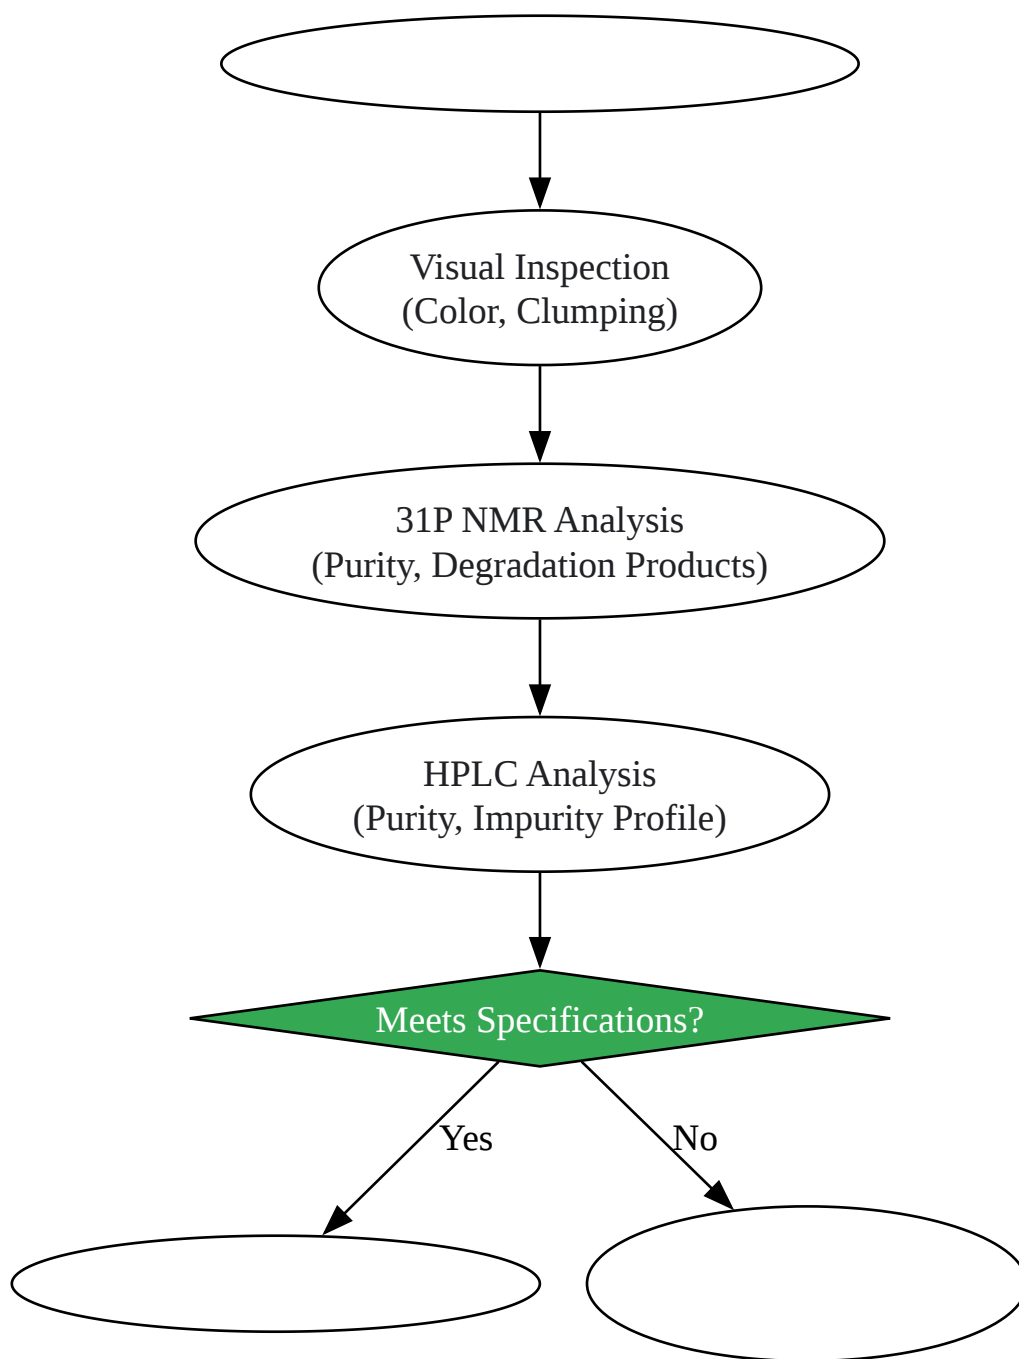 Visual Inspection
(Color, Clumping)
31P NMR Analysis
(Purity, Degradation Products)
HPLC Analysis
(Purity, Impurity Profile)
Meets Specifications?
Yes
No